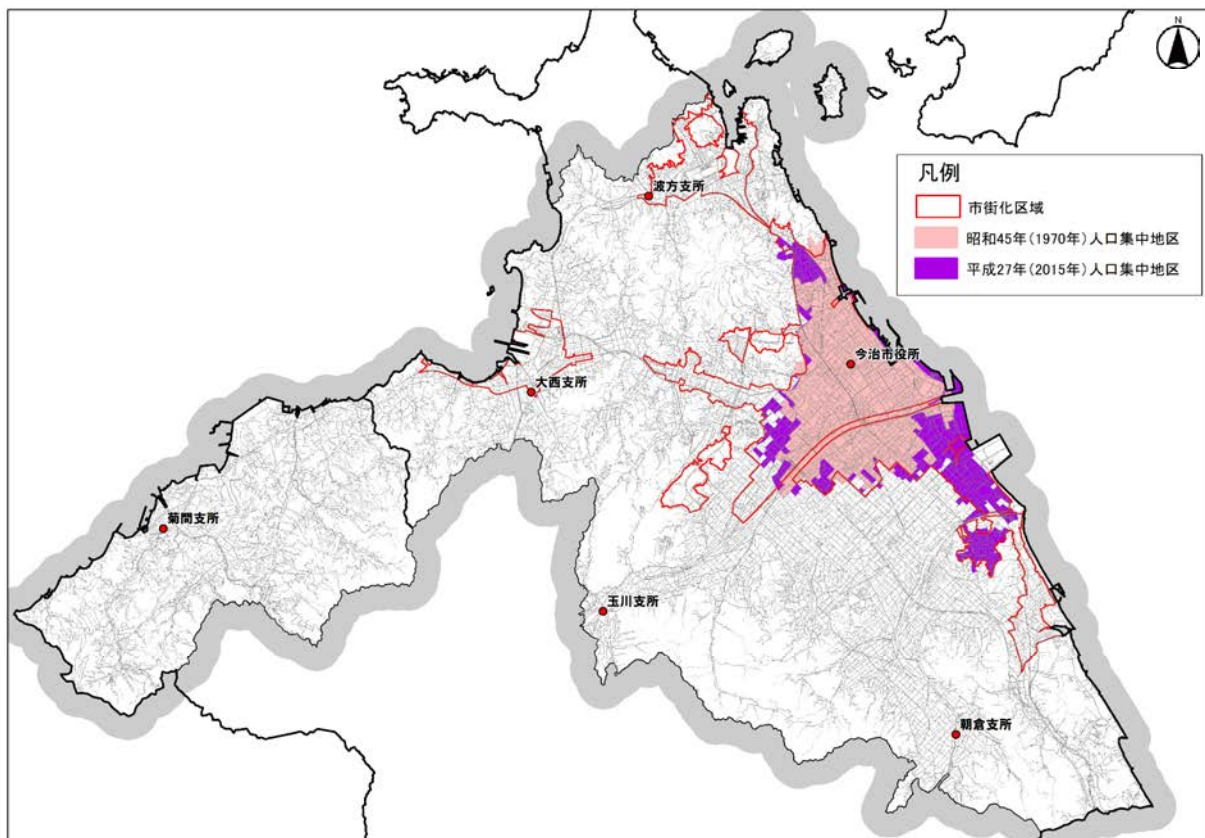 N
凡例
市街化区域
昭和45年(1970年)人口集中地区
平成27年(2015年)人口集中地区
波方支所
今治市役所
大西支所
菊間支所
玉川支所
朝倉支所